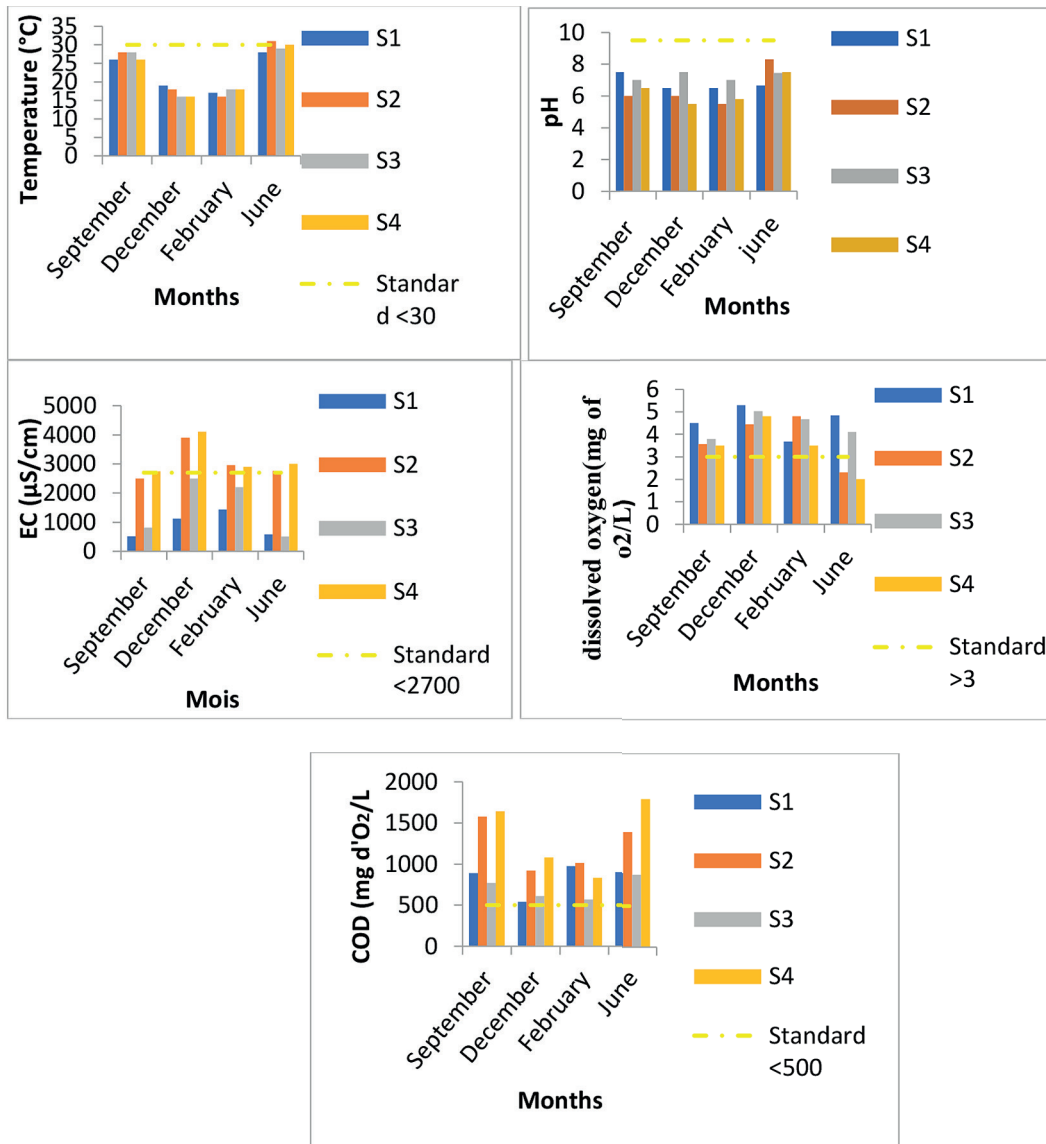 Temperature (°C)
35
30
25
20
15
10
5
0
September
December
February
June
Months
S1
S2
S3
S4
Standar
d <30
pH
10
8
6
4
2
0
September
December
February
june
Months
S1
S2
S3
S4
EC (µS/cm)
5000
4000
3000
2000
1000
0
September
December
February
June
Mois
S1
S2
S3
S4
Standard
<2700
dissolved oxygen(mg of
o2/L)
6
5
4
3
2
1
0
September
December
February
June
Months
S1
S2
S3
S4
Standard
>3
COD (mg d'O₂/L
2000
1500
1000
500
0
September
December
February
June
Months
S1
S2
S3
S4
Standard
<500